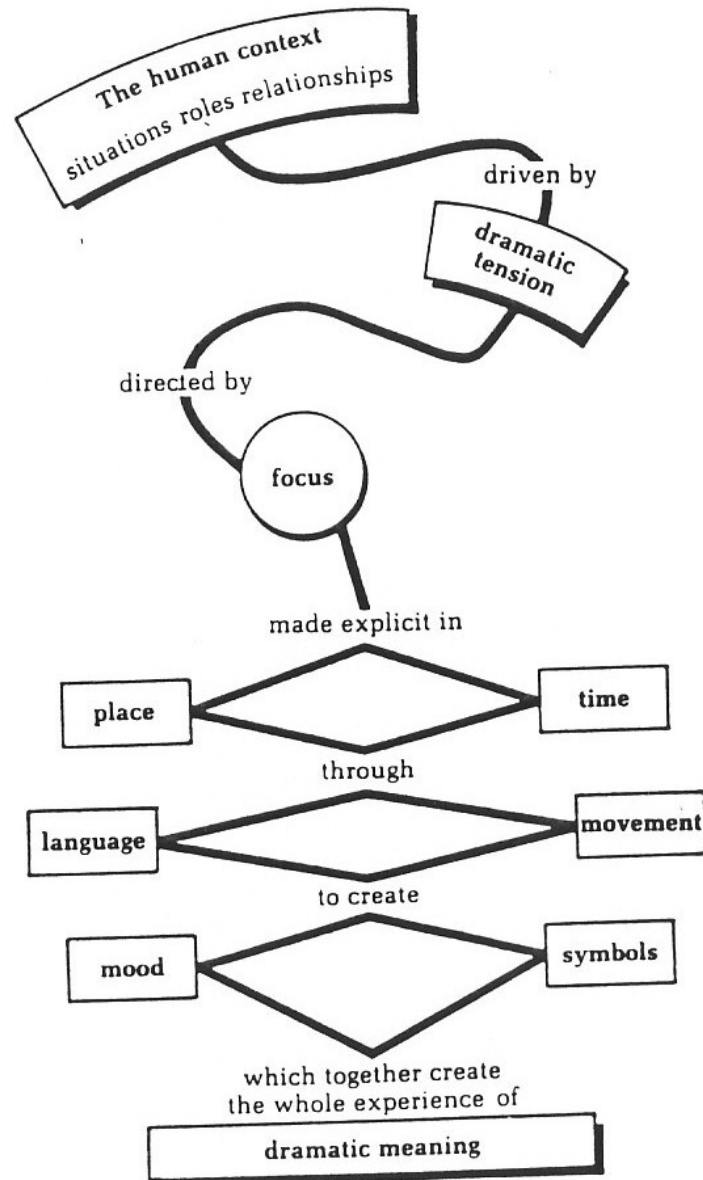 The human context
situations roles relationships
driven by
dramatic
tension
directed by
focus
made explicit in
place
time
through
language
movement
to create
mood
symbols
which together create
the whole experience of
dramatic meaning